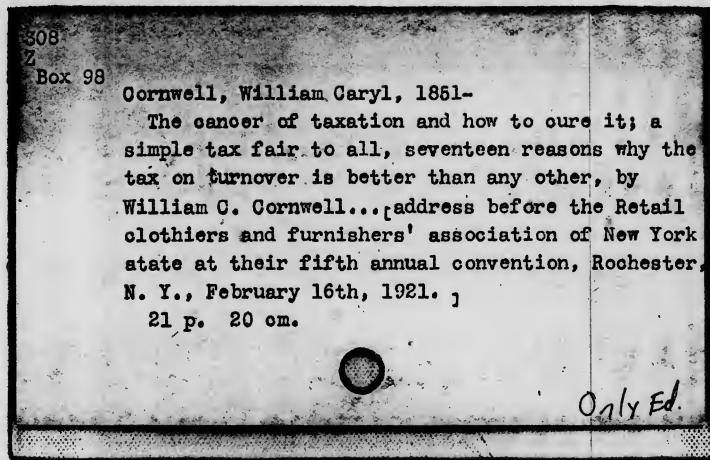 308
Z
Box 98
Cornwell, William Caryl, 1851-
The cancer of taxation and how to cure it; a
simple tax fair to all, seventeen reasons why the
tax on turnover is better than any other, by
William C. Cornwell...[address before the Retail
clothiers and furnishers' association of New York
state at their fifth annual convention, Rochester,
N. Y., February 16th, 1921. ]
21 p. 20 cm.
Only Ed.